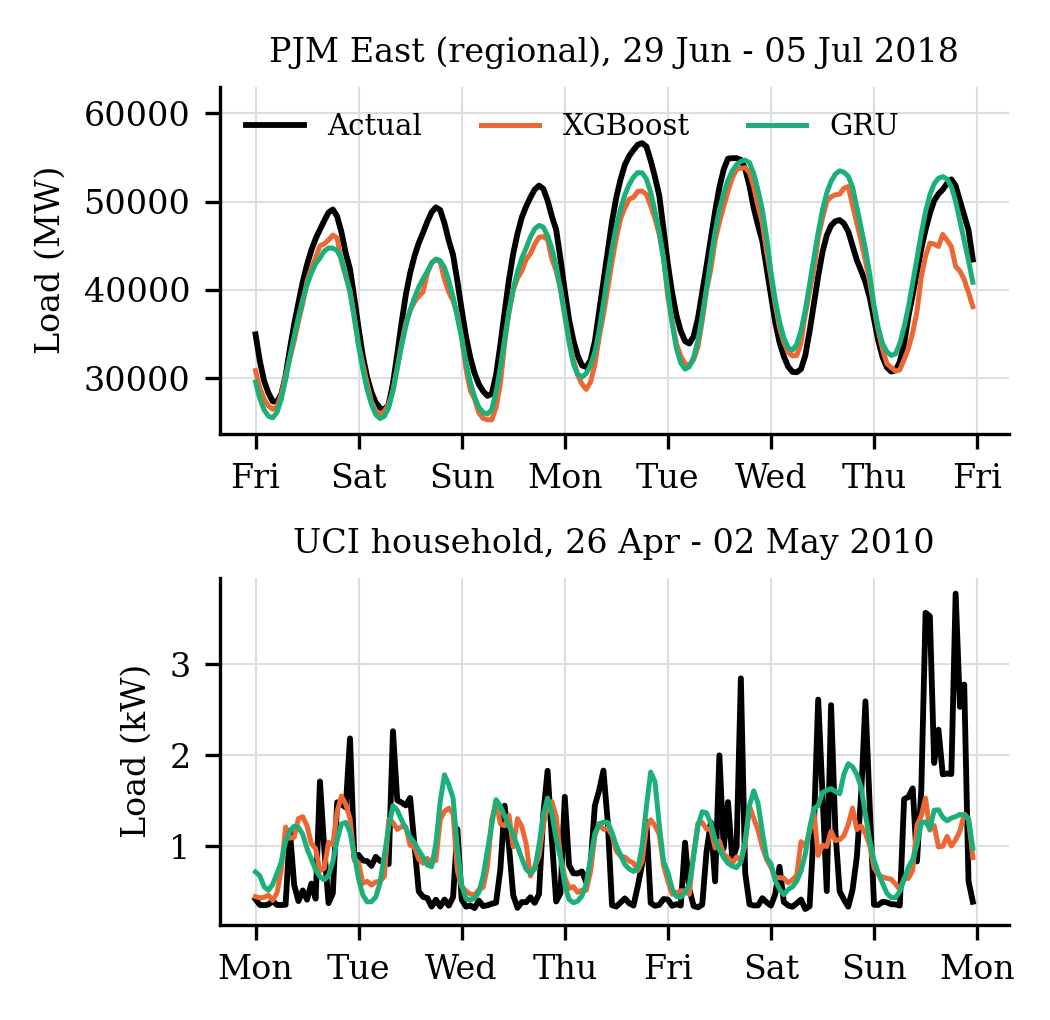 PJM East (regional), 29 Jun - 05 Jul 2018
60000
50000
40000
30000
Load (MW)
Actual XGBoost GRU
Fri Sat Sun Mon Tue Wed Thu Fri
UCI household, 26 Apr - 02 May 2010
3
2
1
Load (kW)
Mon Tue Wed Thu Fri Sat Sun Mon